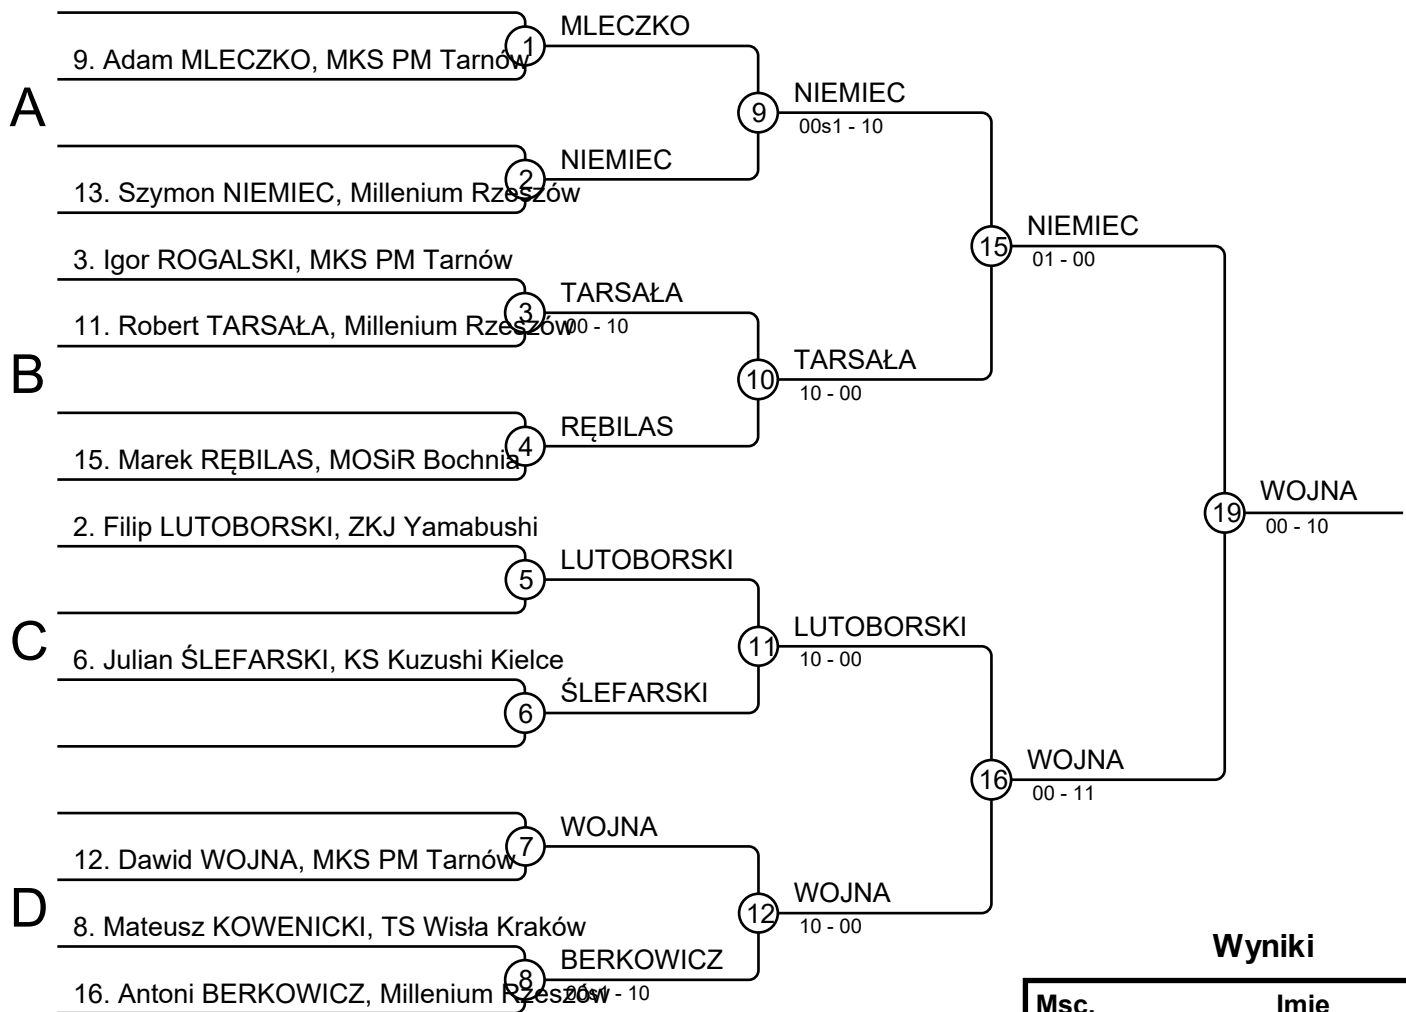 MLECZKO
1
9. Adam MLECZKO, MKS PM Tarnów
A
NIEMIEC
9
00s1 - 10
NIEMIEC
2
13. Szymon NIEMIEC, Millenium Rzeszów
NIEMIEC
15
01 - 00
3. Igor ROGALSKI, MKS PM Tarnów
TARSAŁA
3
11. Robert TARSAŁA, Millenium Rzeszów
00 - 10
B
TARSAŁA
10
10 - 00
RĘBILAS
4
15. Marek RĘBILAS, MOSiR Bochnia
WOJNA
19
00 - 10
2. Filip LUTOBORSKI, ZKJ Yamabushi
LUTOBORSKI
5
C
LUTOBORSKI
11
10 - 00
6. Julian ŚLEFARSKI, KS Kuzushi Kielce
ŚLEFARSKI
6
WOJNA
16
00 - 11
WOJNA
7
12. Dawid WOJNA, MKS PM Tarnów
D
WOJNA
12
10 - 00
8. Mateusz KOWENICKI, TS Wisła Kraków
BERKOWICZ
8
16. Antoni BERKOWICZ, Millenium Rzeszów
00s1 - 10
Wyniki
Msc. Imię